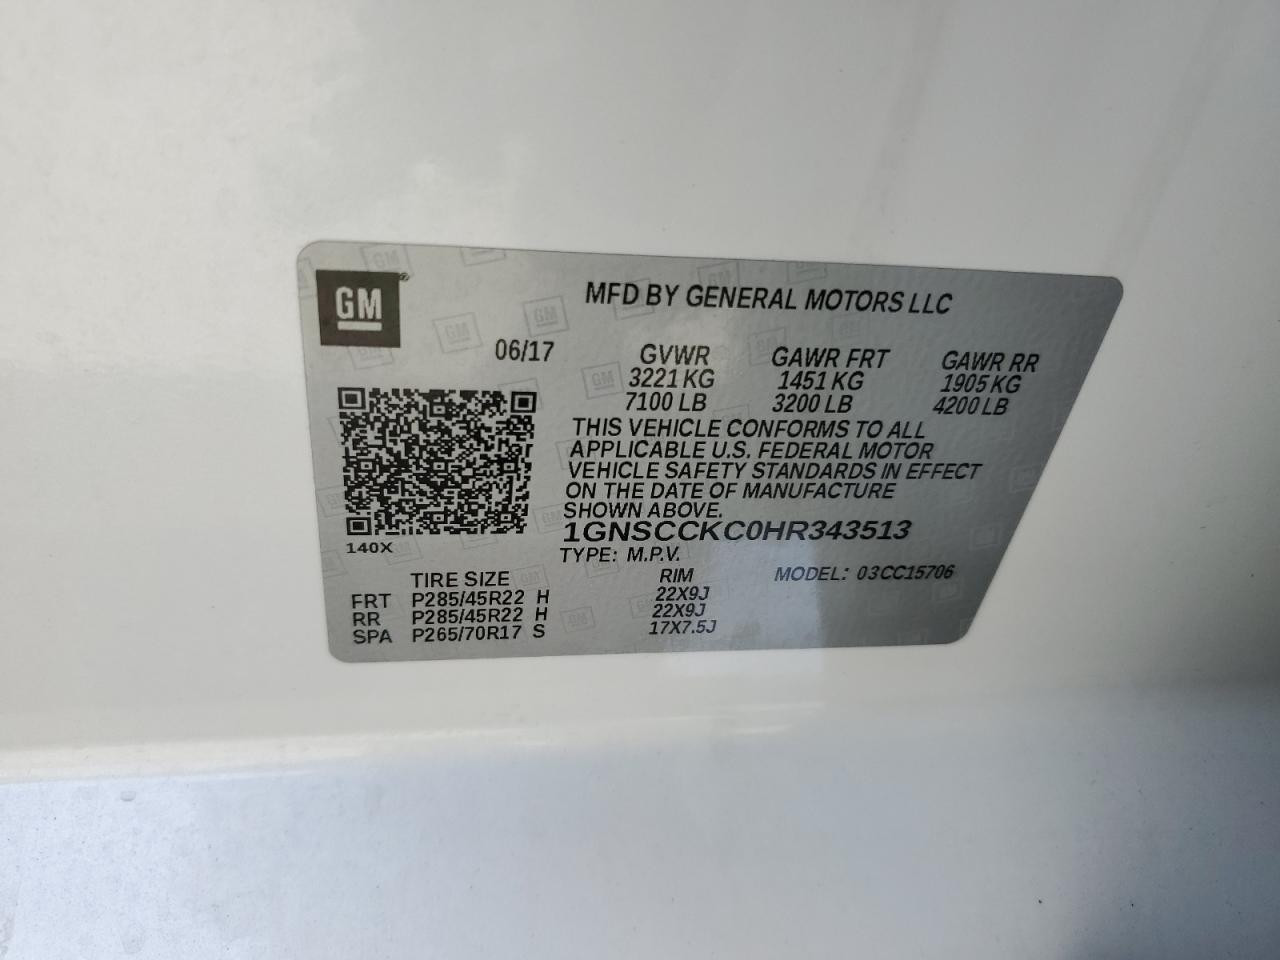 GM
MFD BY GENERAL MOTORS LLC
06/17 GVWR GAWR FRT GAWR RR
3221 KG 1451 KG 1905 KG
7100 LB 3200 LB 4200 LB
THIS VEHICLE CONFORMS TO ALL
APPLICABLE U.S. FEDERAL MOTOR
VEHICLE SAFETY STANDARDS IN EFFECT
ON THE DATE OF MANUFACTURE
SHOWN ABOVE.
1GNSCCKC0HR343513
140X
TYPE: M.P.V. MODEL: 03CC15706
TIRE SIZE RIM
FRT P285/45R22 H 22X9J
RR P285/45R22 H 22X9J
SPA P265/70R17 S 17X7.5J